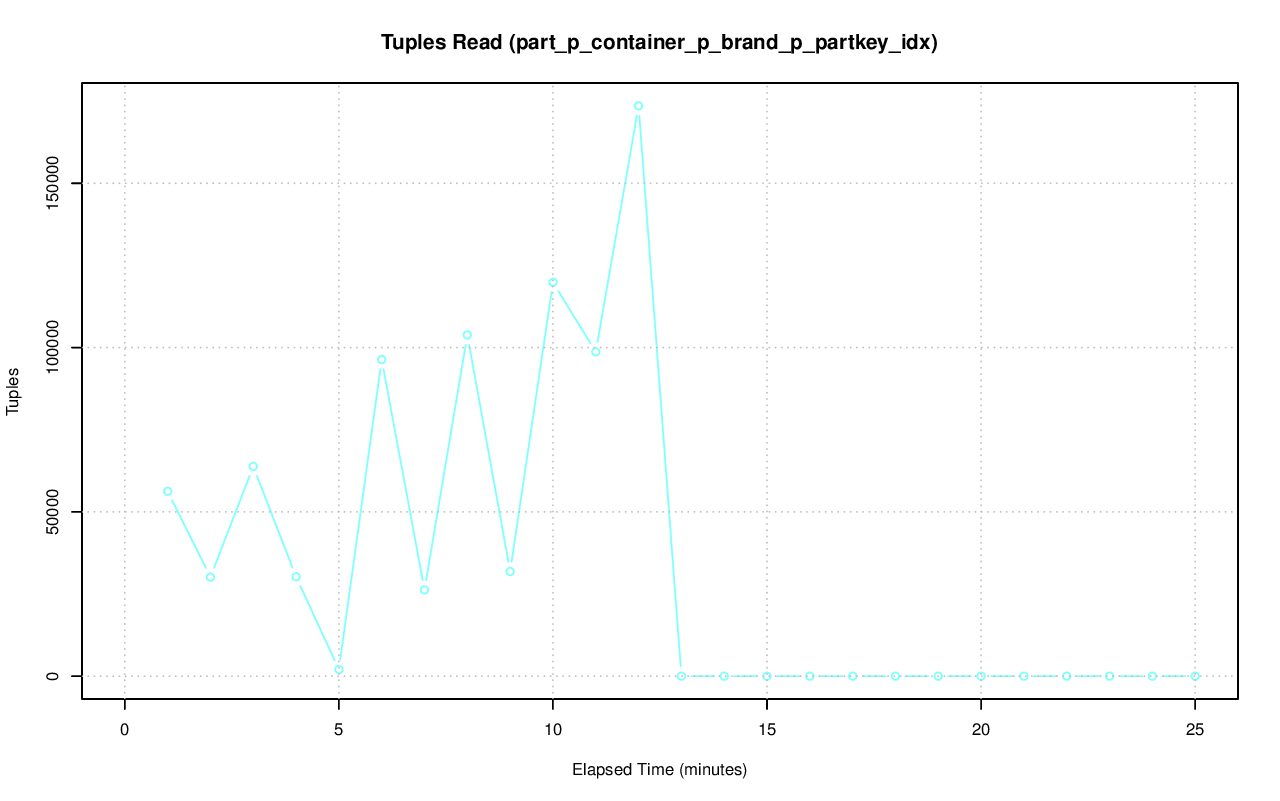 Tuples Read (part_p_container_p_brand_p_partkey_idx)
Tuples
150000
100000
50000
0
0 5 10 15 20 25
Elapsed Time (minutes)